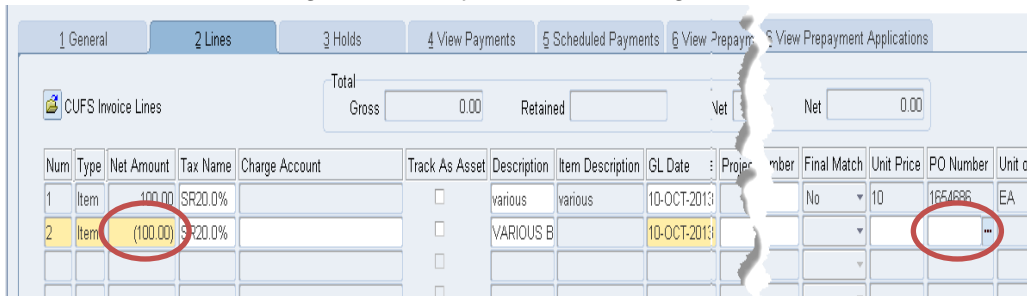 1 General 2 Lines 3 Holds 4 View Payments 5 Scheduled Payments 6 View Prepaym View Prepayment Applications
Total
CUFS Invoice Lines Gross 0.00 Retained Net Net 0.00
Num Type Net Amount Tax Name Charge Account Track As Asset Description Item Description GL Date Projec mber Final Match Unit Price PO Number Unit o
1 Item 100.00 SR20.0% various various 10-OCT-2013 No 10 1654686 EA
2 Item (100.00) SR20.0% VARIOUS B 10-OCT-2013 ...